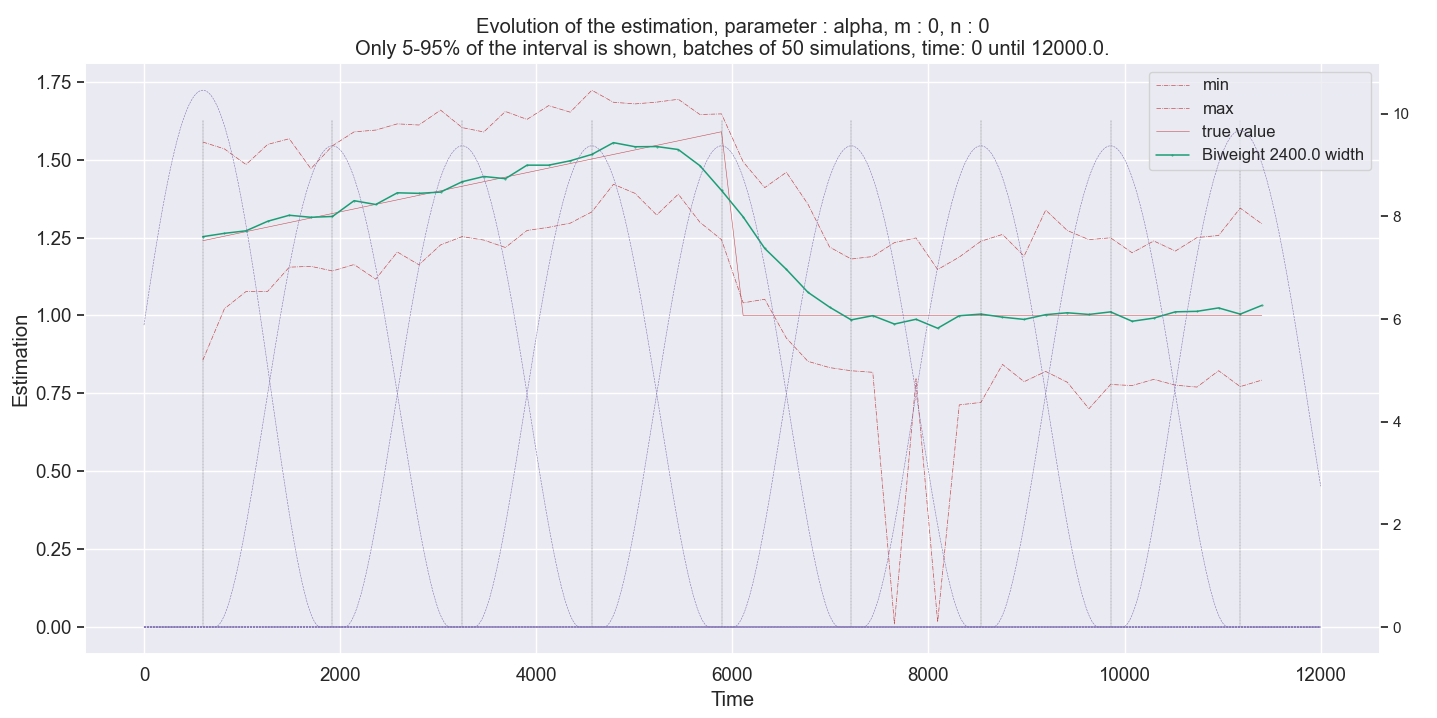 Evolution of the estimation, parameter : alpha, m : 0, n : 0
Only 5-95% of the interval is shown, batches of 50 simulations, time: 0 until 12000.0.
min
max
true value
Biweight 2400.0 width
Estimation
1.75
1.50
1.25
1.00
0.75
0.50
0.25
0.00
10
8
6
4
2
0
0
2000
4000
6000
8000
10000
12000
Time